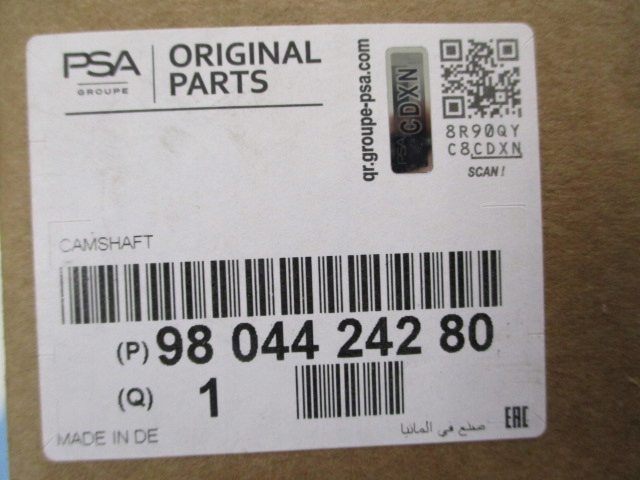 PSA
GROUPE
ORIGINAL
PARTS
qr.groupe-psa.com
PSA CDXN
8R90QY
C8CDXN
SCAN!
CAMSHAFT
(P) 98 044 242 80
(Q) 1
MADE IN DE
صنع في المانيا
EAC